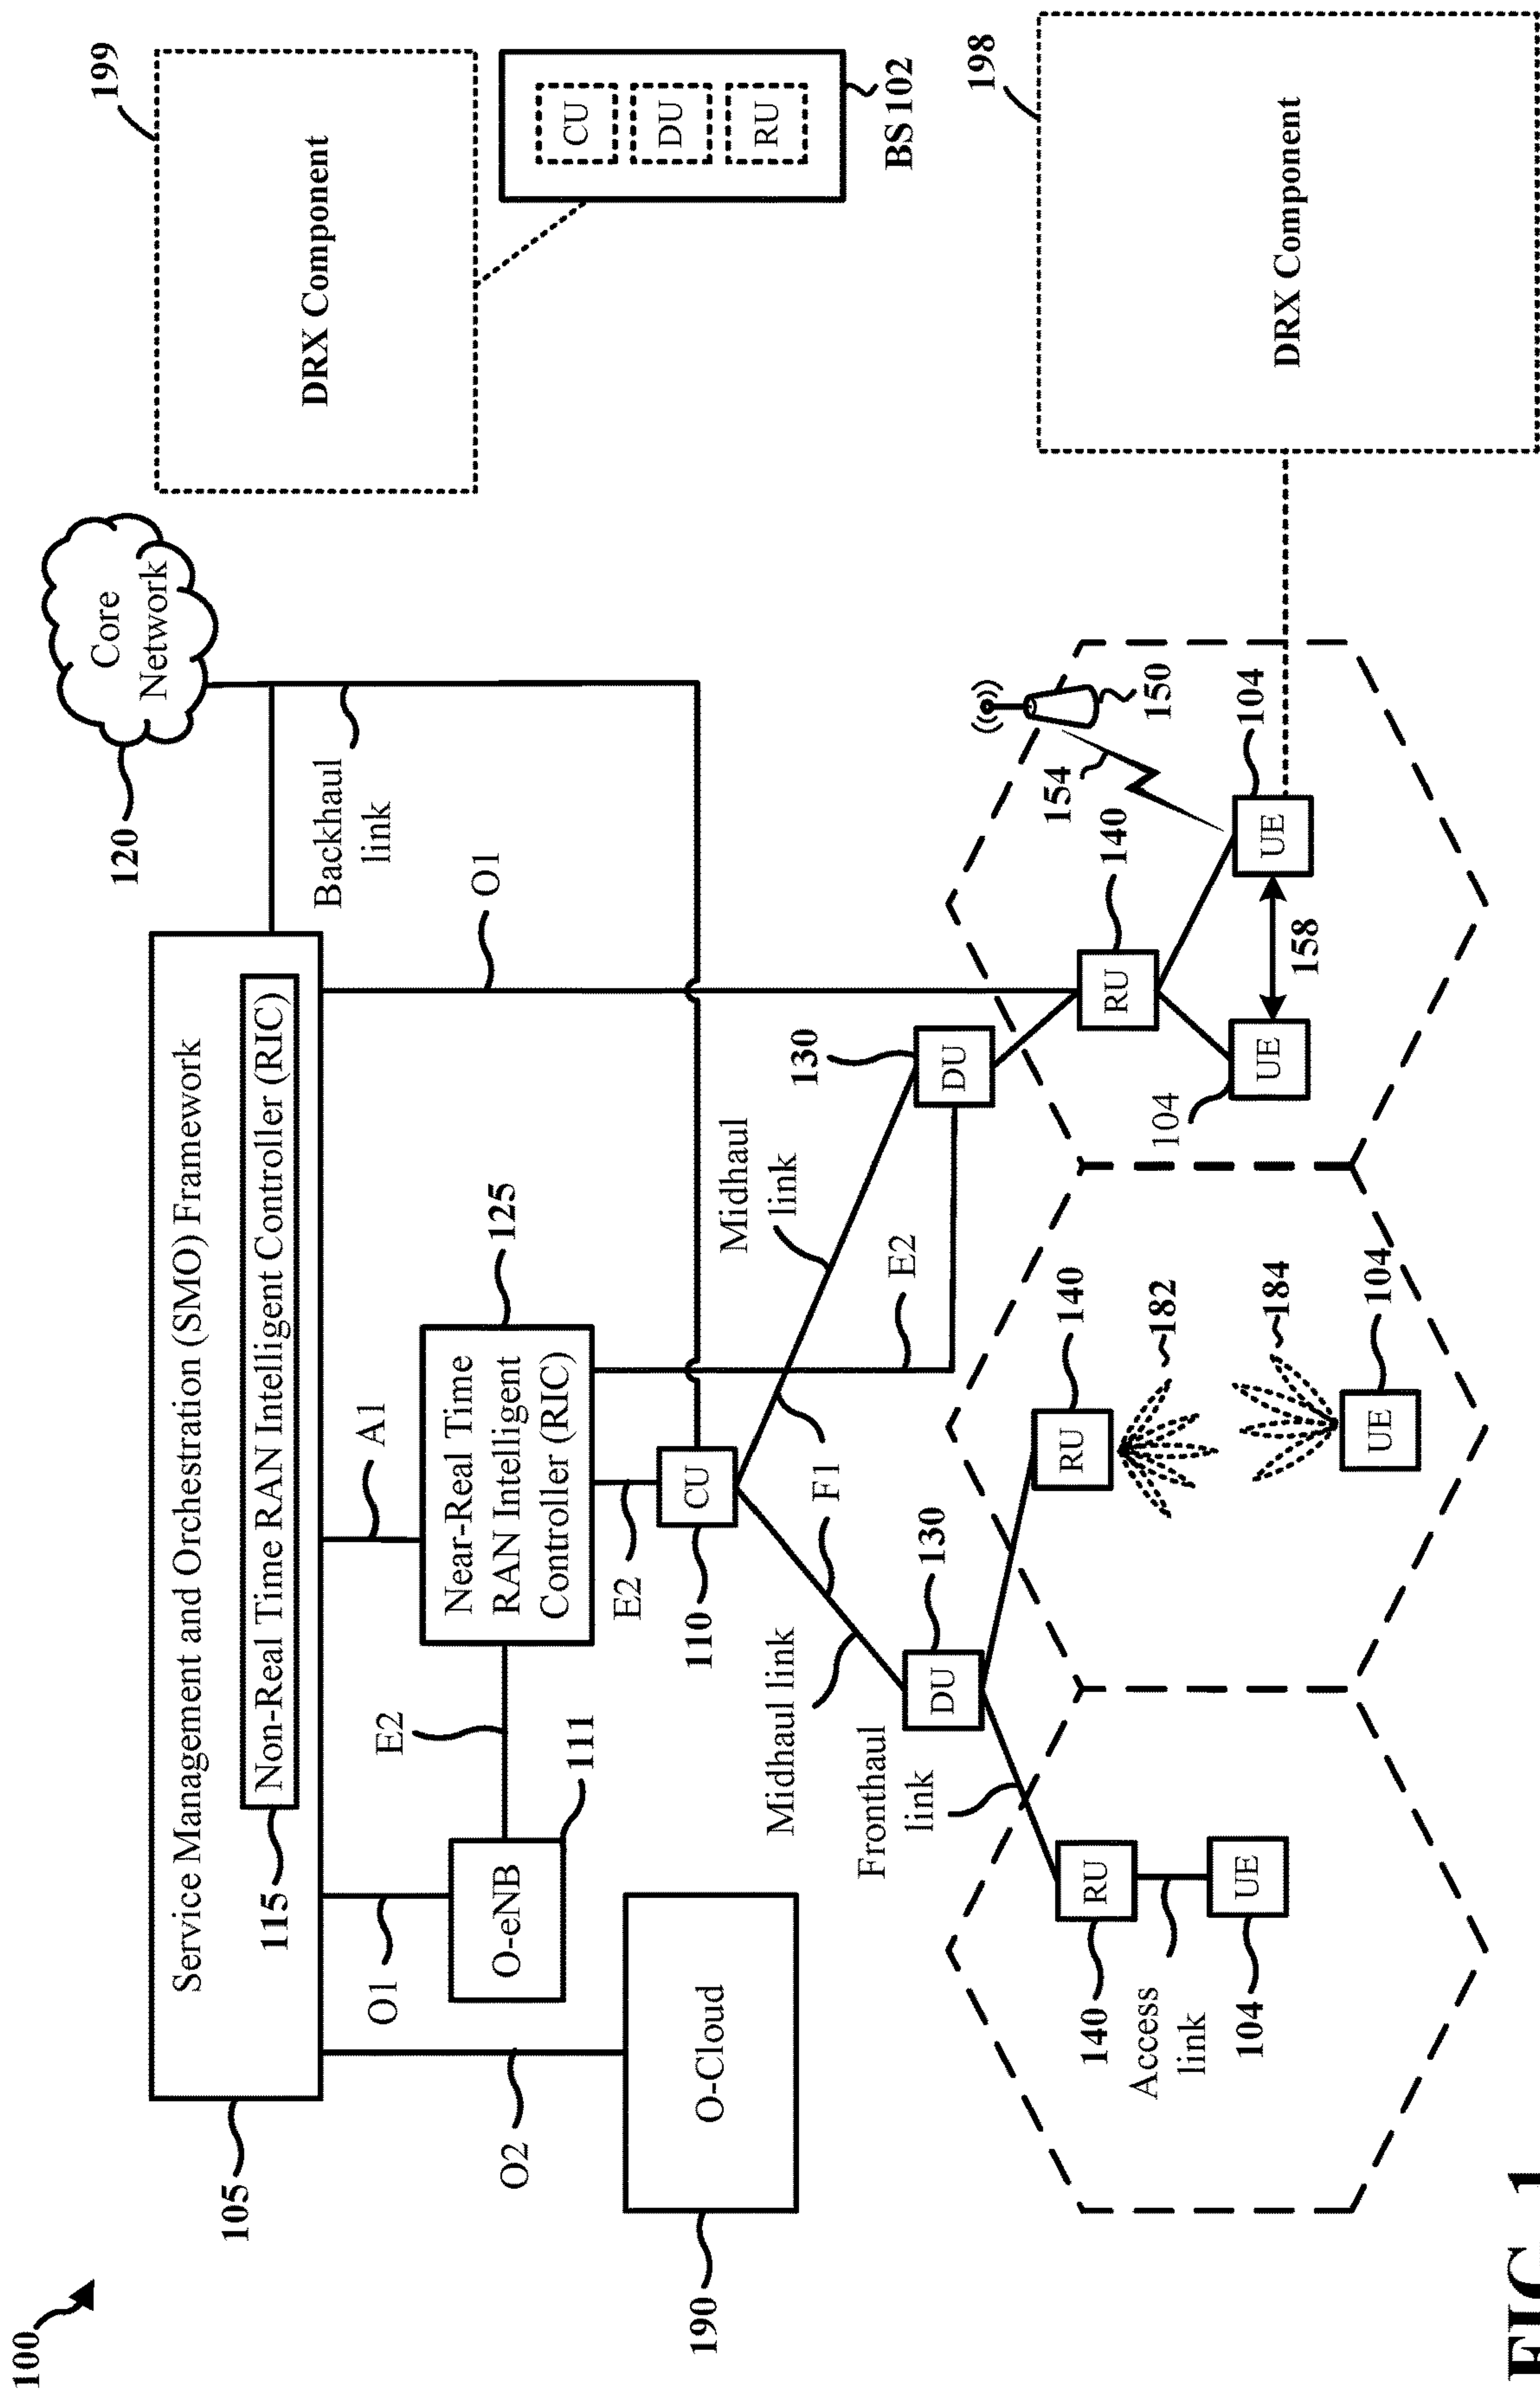 100
105
Service Management and Orchestration (SMO) Framework
115
Non-Real Time RAN Intelligent Controller (RIC)
120
Core
Network
199
DRX Component
CU
DU
RU
BS 102
Backhaul
link
O1
A1
O1
O2
E2
O-eNB
111
Near-Real Time
RAN Intelligent
Controller (RIC)
125
190
O-Cloud
E2
CU
110
E2
F1
Midhaul
link
Midhaul link
130
DU
130
DU
Fronthaul
link
RU
140
Access
link
UE
104
RU
140
182
184
UE
104
RU
140
154
150
UE
104
158
UE
104
198
DRX Component